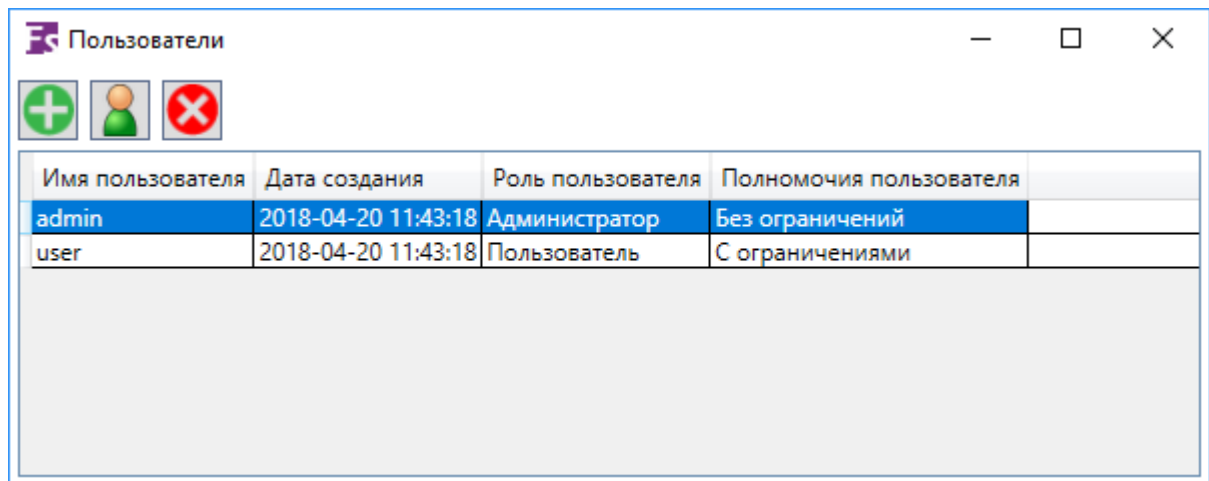 Fs Пользователи
Имя пользователя Дата создания Роль пользователя Полномочия пользователя
admin 2018-04-20 11:43:18 Администратор Без ограничений
user 2018-04-20 11:43:18 Пользователь С ограничениями